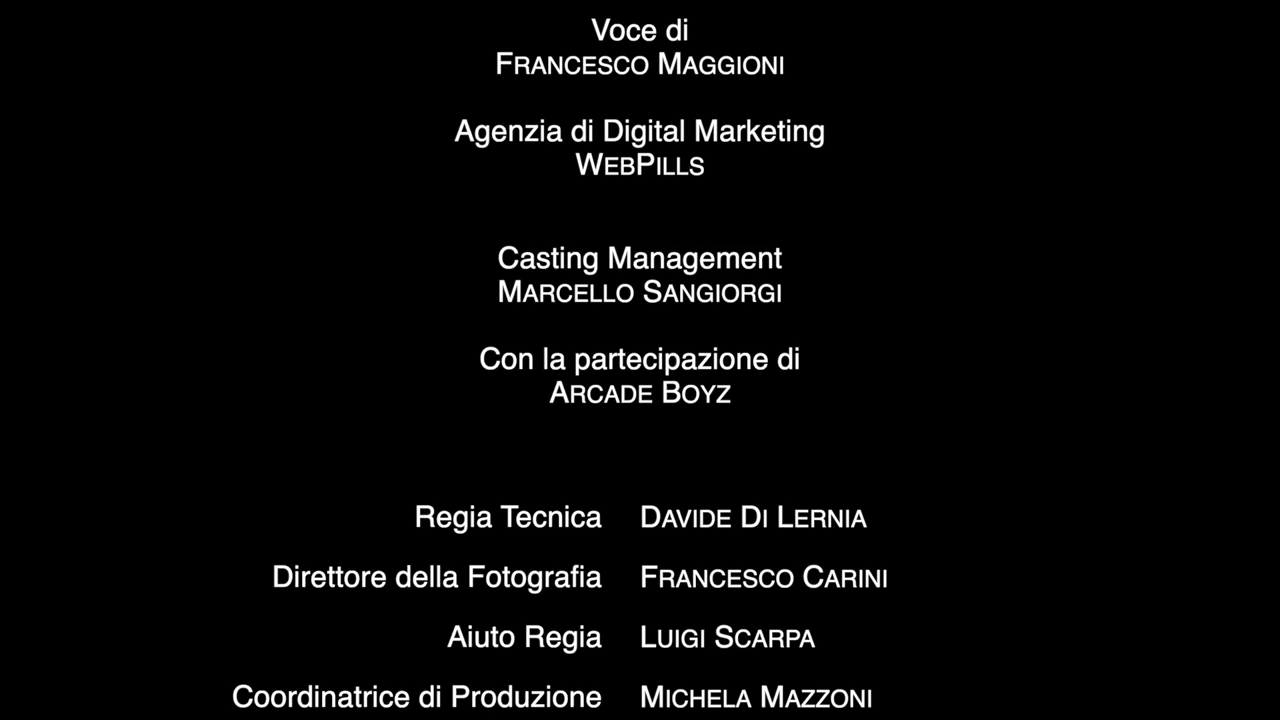 Voce di
FRANCESCO MAGGIONI
Agenzia di Digital Marketing
WEBPILLS
Casting Management
MARCELLO SANGIORGI
Con la partecipazione di
ARCADE BOYZ
Regia Tecnica DAVIDE DI LERNIA
Direttore della Fotografia FRANCESCO CARINI
Aiuto Regia LUIGI SCARPA
Coordinatrice di Produzione MICHELA MAZZONI